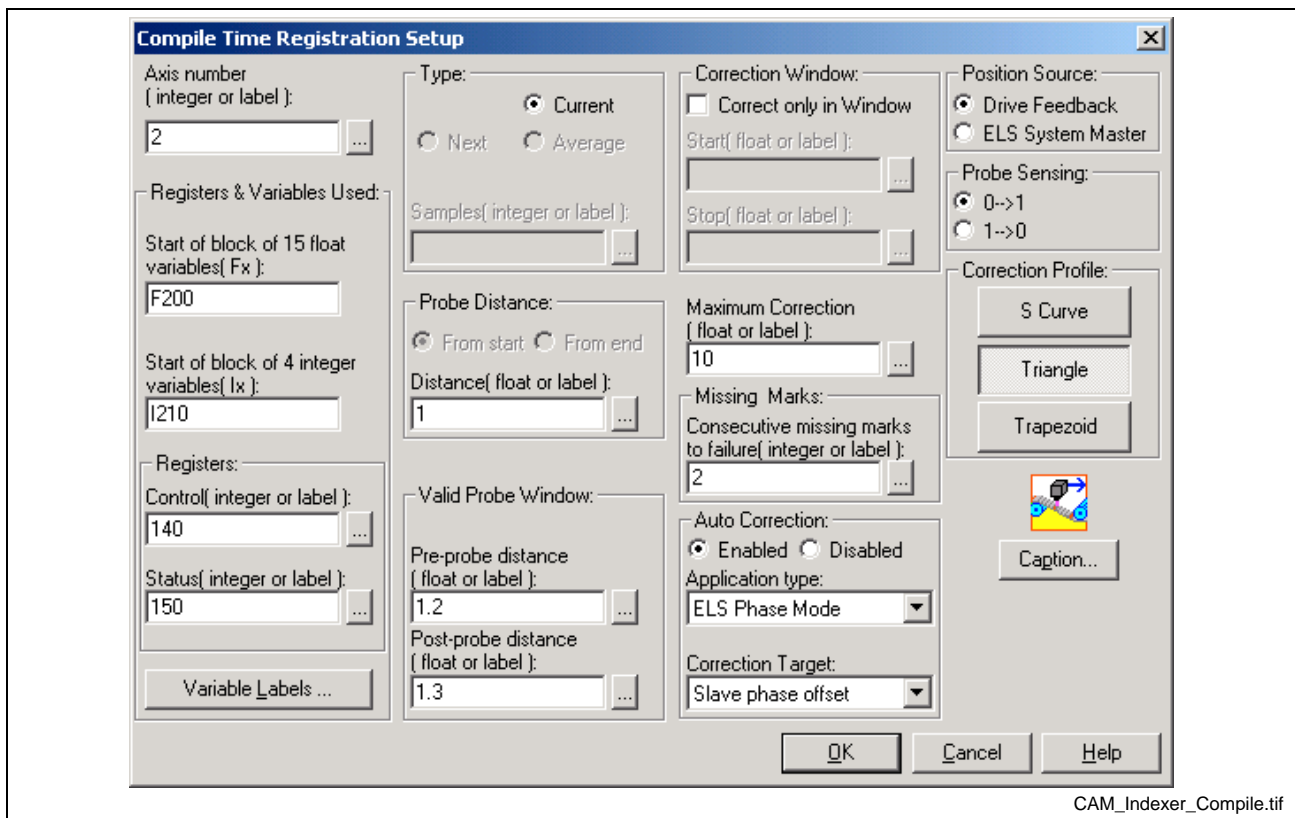 Compile Time Registration Setup
Axis number
( integer or label ):
2
...
Registers & Variables Used:
Start of block of 15 float
variables( Fx ):
F200
Start of block of 4 integer
variables( Ix ):
I210
Registers:
Control( integer or label ):
140
...
Status( integer or label ):
150
...
Variable Labels ...
Type:
Current
Next
Average
Samples( integer or label ):
...
Probe Distance:
From start
From end
Distance( float or label ):
1
...
Valid Probe Window:
Pre-probe distance
( float or label ):
1.2
...
Post-probe distance
( float or label ):
1.3
...
Correction Window:
Correct only in Window
Start( float or label ):
...
Stop( float or label ):
...
Maximum Correction
( float or label ):
10
...
Missing Marks:
Consecutive missing marks
to failure( integer or label ):
2
...
Auto Correction:
Enabled
Disabled
Application type:
ELS Phase Mode
Correction Target:
Slave phase offset
Position Source:
Drive Feedback
ELS System Master
Probe Sensing:
0-->1
1-->0
Correction Profile:
S Curve
Triangle
Trapezoid
Caption...
OK
Cancel
Help
CAM_Indexer_Compile.tif